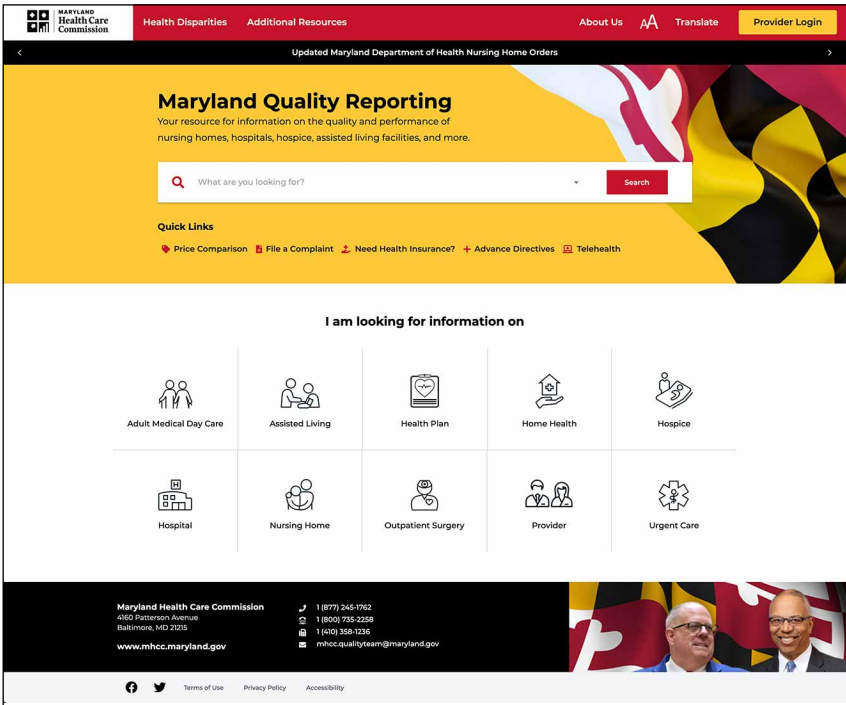 MARYLAND
Health Care
Commission
Health Disparities
Additional Resources
About Us
AA
Translate
Provider Login
< Updated Maryland Department of Health Nursing Home Orders >
Maryland Quality Reporting
Your resource for information on the quality and performance of
nursing homes, hospitals, hospice, assisted living facilities, and more.
What are you looking for?
Search
Quick Links
Price Comparison
File a Complaint
Need Health Insurance?
Advance Directives
Telehealth
I am looking for information on
Adult Medical Day Care
Assisted Living
Health Plan
Home Health
Hospice
H
Hospital
Nursing Home
Outpatient Surgery
Provider
Urgent Care
Maryland Health Care Commission
4160 Patterson Avenue
Baltimore, MD 21215
www.mhcc.maryland.gov
1 (877) 245-1762
1 (800) 735-2258
1 (410) 358-1236
mhcc.qualityteam@maryland.gov
Terms of Use
Privacy Policy
Accessibility